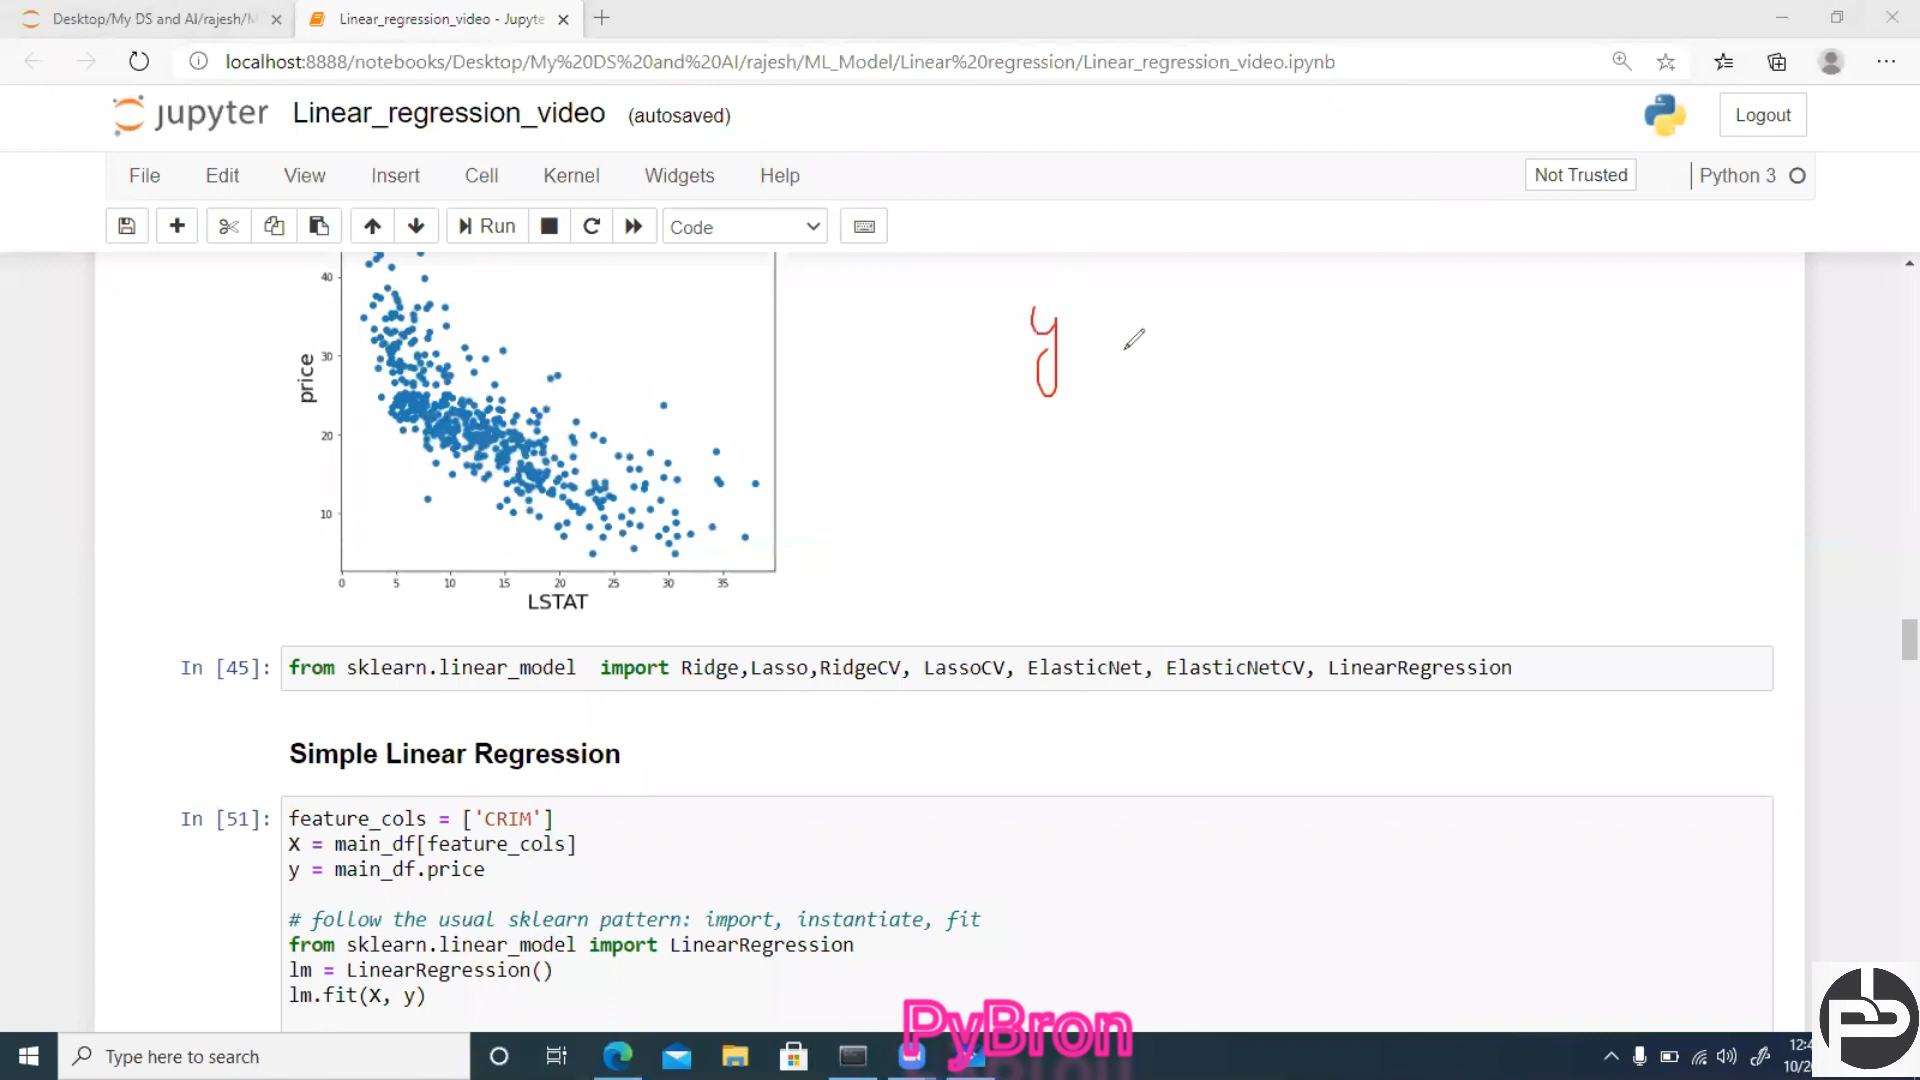 Desktop/My DS and AI/rajesh/M
Linear_regression_video - Jupyte
localhost:8888/notebooks/Desktop/My%20DS%20and%20AI/rajesh/ML_Model/Linear%20regression/Linear_regression_video.ipynb
jupyter Linear_regression_video (autosaved)
Logout
File Edit View Insert Cell Kernel Widgets Help
Not Trusted Python 3
Run Code
40
30
20
10
price
0 5 10 15 20 25 30 35
LSTAT
y
In [45]: from sklearn.linear_model  import Ridge,Lasso,RidgeCV, LassoCV, ElasticNet, ElasticNetCV, LinearRegression
Simple Linear Regression
In [51]: feature_cols = ['CRIM']
X = main_df[feature_cols]
y = main_df.price
# follow the usual sklearn pattern: import, instantiate, fit
from sklearn.linear_model import LinearRegression
lm = LinearRegression()
lm.fit(X, y)
PyBron
Type here to search
12:4
10/2